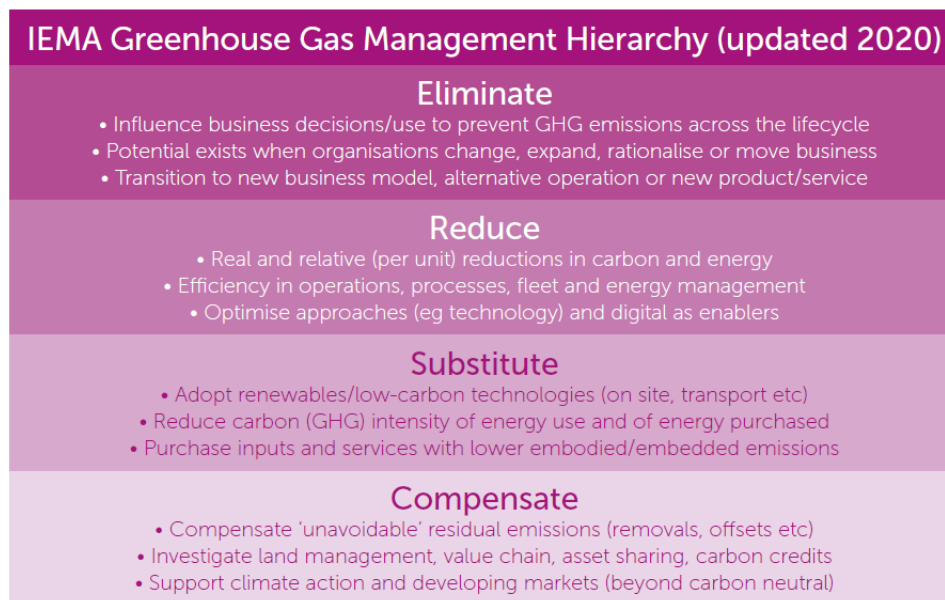 IEMA Greenhouse Gas Management Hierarchy (updated 2020)
Eliminate
• Influence business decisions/use to prevent GHG emissions across the lifecycle
• Potential exists when organisations change, expand, rationalise or move business
• Transition to new business model, alternative operation or new product/service
Reduce
• Real and relative (per unit) reductions in carbon and energy
• Efficiency in operations, processes, fleet and energy management
• Optimise approaches (eg technology) and digital as enablers
Substitute
• Adopt renewables/low-carbon technologies (on site, transport etc)
• Reduce carbon (GHG) intensity of energy use and of energy purchased
• Purchase inputs and services with lower embodied/embedded emissions
Compensate
• Compensate ‘unavoidable’ residual emissions (removals, offsets etc)
• Investigate land management, value chain, asset sharing, carbon credits
• Support climate action and developing markets (beyond carbon neutral)